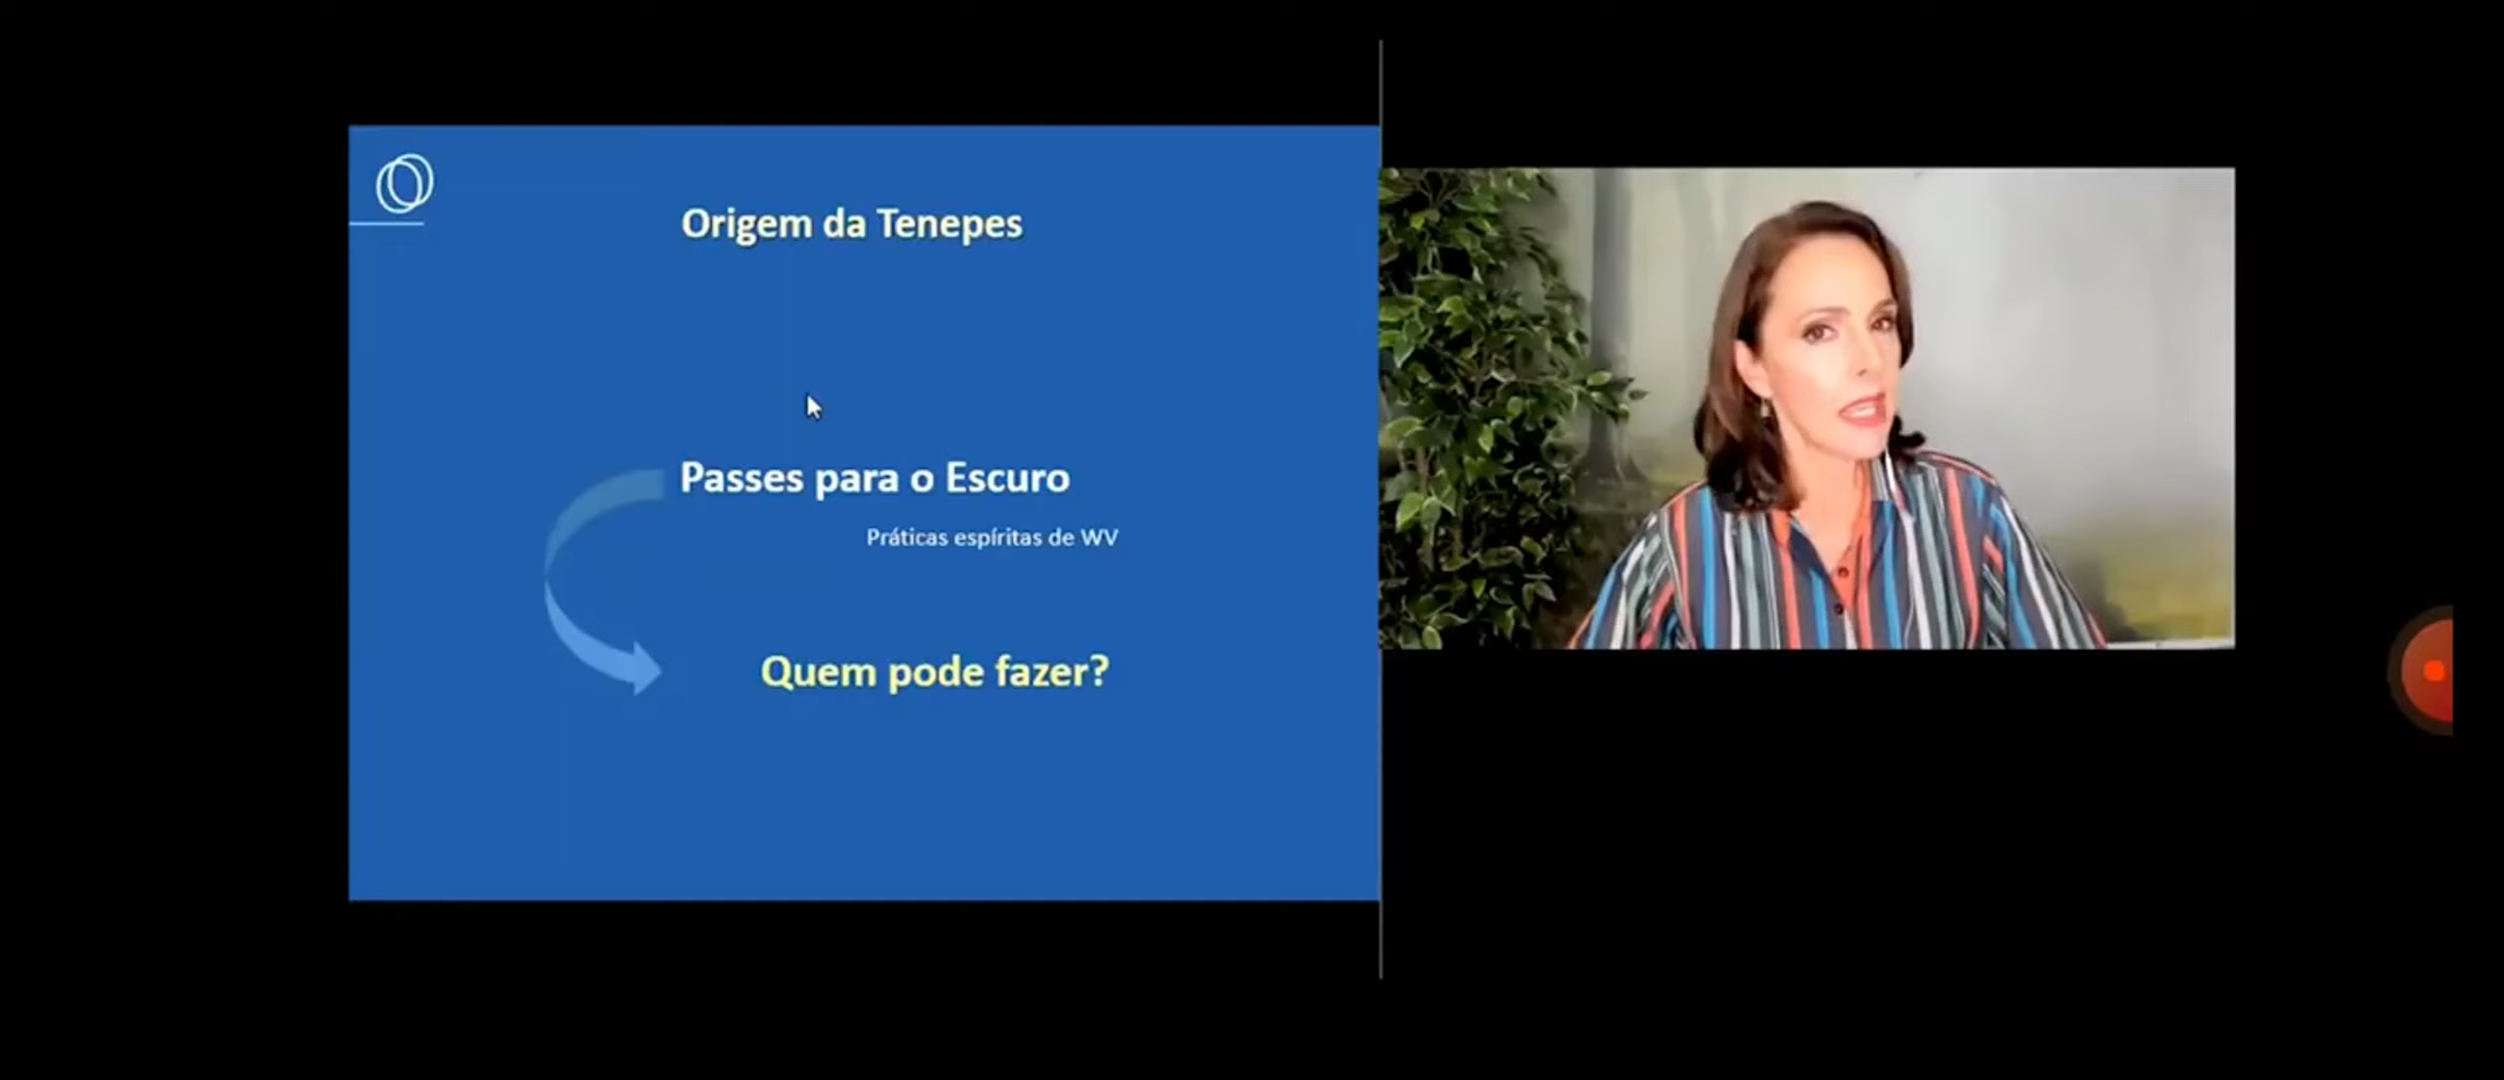 Origem da Tenepes
Passes para o Escuro
Práticas espíritas de WV
Quem pode fazer?